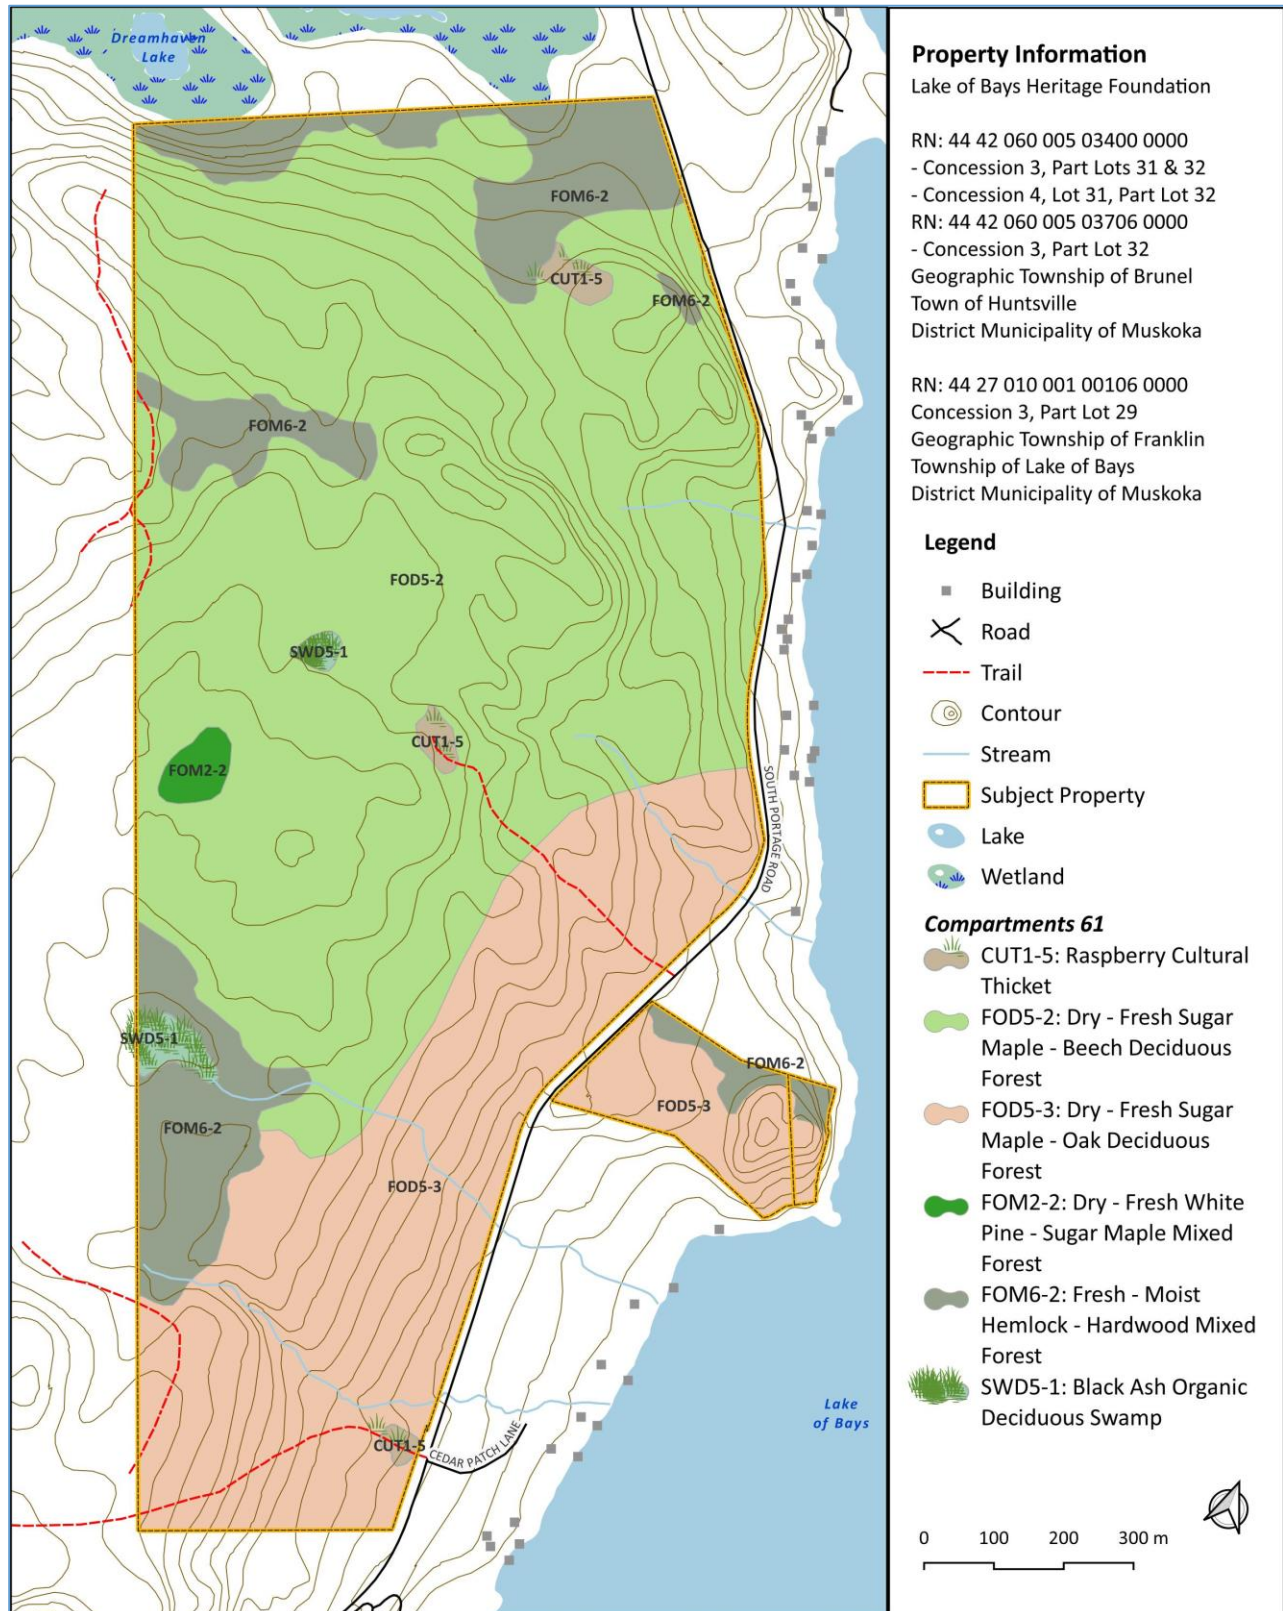 Dreamhaven
Lake
FOM6-2
CUT1-5
FOM6-2
FOM6-2
FOD5-2
SWD5-1
CUT1-5
FOM2-2
SOUTH PORTAGE ROAD
SWD5-1
FOM6-2
FOD5-3
FOM6-2
FOD5-3
Lake
of Bays
CUT1-5
CEDAR PATCH LANE
Property Information
Lake of Bays Heritage Foundation
RN: 44 42 060 005 03400 0000
- Concession 3, Part Lots 31 & 32
- Concession 4, Lot 31, Part Lot 32
RN: 44 42 060 005 03706 0000
- Concession 3, Part Lot 32
Geographic Township of Brunel
Town of Huntsville
District Municipality of Muskoka
RN: 44 27 010 001 00106 0000
Concession 3, Part Lot 29
Geographic Township of Franklin
Township of Lake of Bays
District Municipality of Muskoka
Legend
Building
Road
Trail
Contour
Stream
Subject Property
Lake
Wetland
Compartments 61
CUT1-5: Raspberry Cultural
Thicket
FOD5-2: Dry - Fresh Sugar
Maple - Beech Deciduous
Forest
FOD5-3: Dry - Fresh Sugar
Maple - Oak Deciduous
Forest
FOM2-2: Dry - Fresh White
Pine - Sugar Maple Mixed
Forest
FOM6-2: Fresh - Moist
Hemlock - Hardwood Mixed
Forest
SWD5-1: Black Ash Organic
Deciduous Swamp
0 100 200 300 m